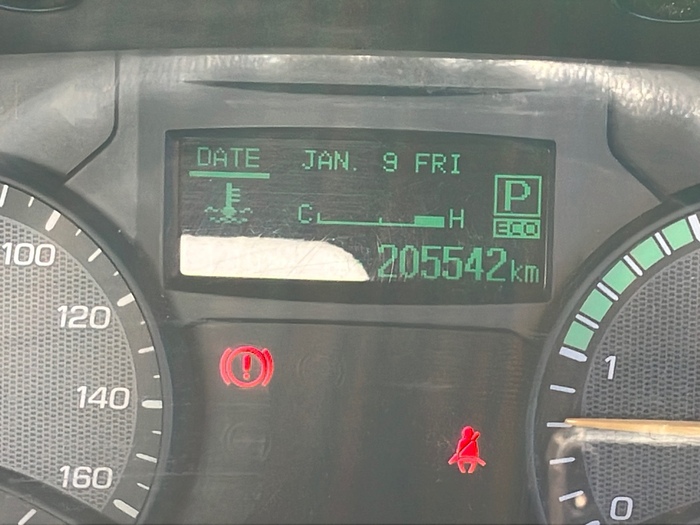 DATE JAN. 9 FRI
P
C H
ECO
205542km
100
120
140
160
1
0